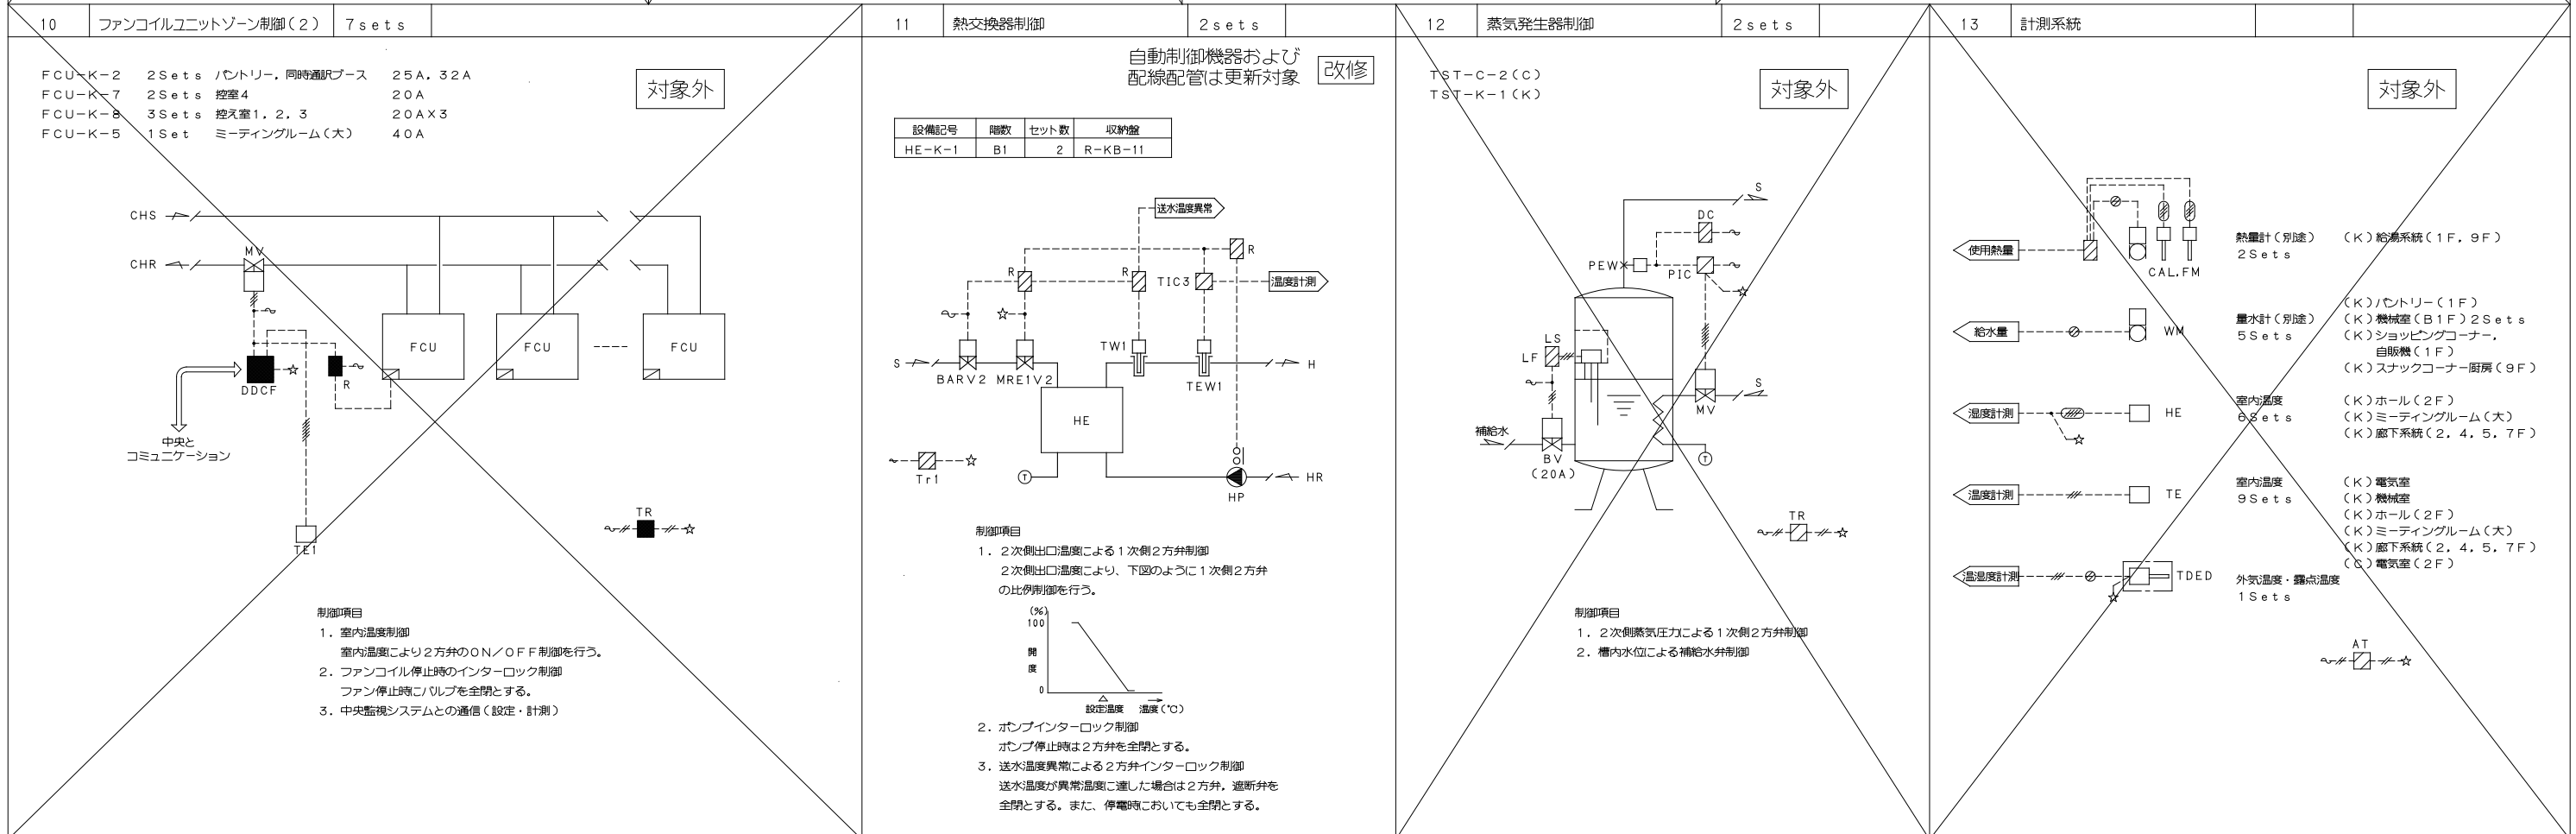 10 ファンコイルユニットゾーン制御(2) 7sets
FCU-K-2 2Sets パントリー,同時通訳ブース 25A,32A
FCU-K-7 2Sets 控室4 20A
FCU-K-8 3Sets 控え室1,2,3 20AX3
FCU-K-5 1Set ミーティングルーム(大) 40A
対象外
CHS
CHR
MV
FCU FCU FCU
DDCF
R
中央と
コミュニケーション
TE1
TR
制御項目
1.室内温度制御
室内温度により2方弁のON/OFF制御を行う。
2.ファンコイル停止時のインターロック制御
ファン停止時にバルブを全閉とする。
3.中央監視システムとの通信(設定・計測)
11 熱交換器制御 2sets
自動制御機器および
配線配管は更新対象
改修
設備記号 階数 セット数 収納盤
HE-K-1 B1 2 R-KB-11
送水温度異常
R
R R TIC3 温度計測
S BARV2 MRE1V2 TW1 TEW1 H
HE
Tr1
T
HP
HR
制御項目
1.2次側出口温度による1次側2方弁制御
2次側出口温度により、下図のように1次側2方弁
の比例制御を行う。
(%)
100
開
度
0
設定温度 温度(℃)
2.ポンプインターロック制御
ポンプ停止時は2方弁を全閉とする。
3.送水温度異常による2方弁インターロック制御
送水温度が異常温度に達した場合は2方弁,遮断弁を
全閉とする。また、停電時においても全閉とする。
12 蒸気発生器制御 2sets
TST-C-2(C)
TST-K-1(K)
対象外
S
DC
PEW
PIC
LS
LF
S
MV
補給水
BV
(20A)
T
TR
制御項目
1.2次側蒸気圧力による1次側2方弁制御
2.槽内水位による補給水弁制御
13 計測系統
対象外
使用熱量
CAL.FM
熱量計(別途) (K)給湯系統(1F,9F)
2Sets
給水量
WM
(K)パントリー(1F)
量水計(別途) (K)機械室(B1F)2Sets
5Sets (K)ショッピングコーナー,
自販機(1F)
(K)スナックコーナー厨房(9F)
湿度計測
HE
室内湿度 (K)ホール(2F)
6Sets (K)ミーティングルーム(大)
(K)廊下系統(2,4,5,7F)
温度計測
TE
室内温度 (K)電気室
9Sets (K)機械室
(K)ホール(2F)
(K)ミーティングルーム(大)
(K)廊下系統(2,4,5,7F)
(C)電気室(2F)
温湿度計測
TDED
外気温度・露点温度
1Sets
AT